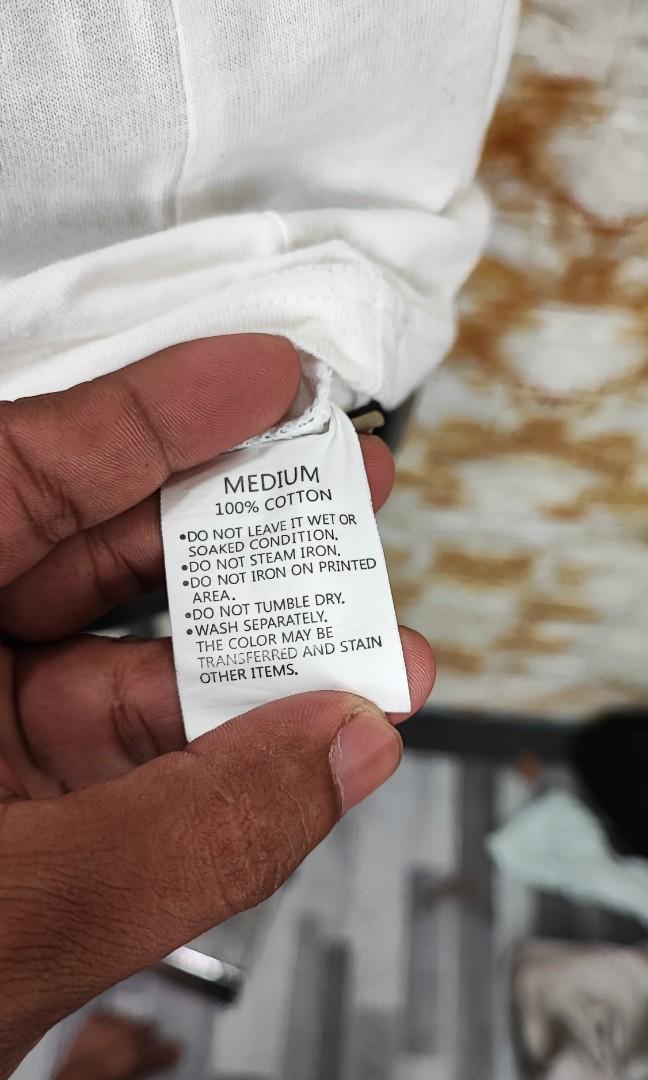 MEDIUM
100% COTTON
•DO NOT LEAVE IT WET OR
SOAKED CONDITION.
•DO NOT STEAM IRON.
•DO NOT IRON ON PRINTED
AREA.
•DO NOT TUMBLE DRY.
•WASH SEPARATELY.
THE COLOR MAY BE
TRANSFERRED AND STAIN
OTHER ITEMS.